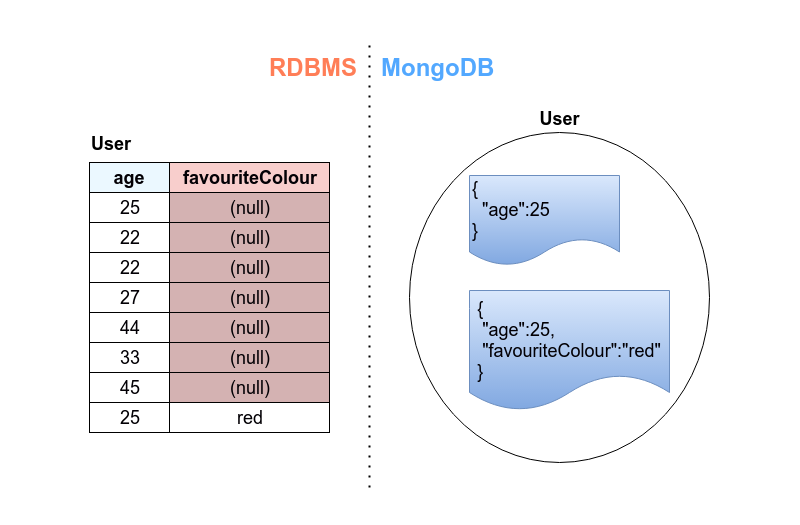 RDBMS
MongoDB
User
age favouriteColour
25 (null)
22 (null)
22 (null)
27 (null)
44 (null)
33 (null)
45 (null)
25 red
User
{
"age":25
}
{
"age":25,
"favouriteColour":"red"
}